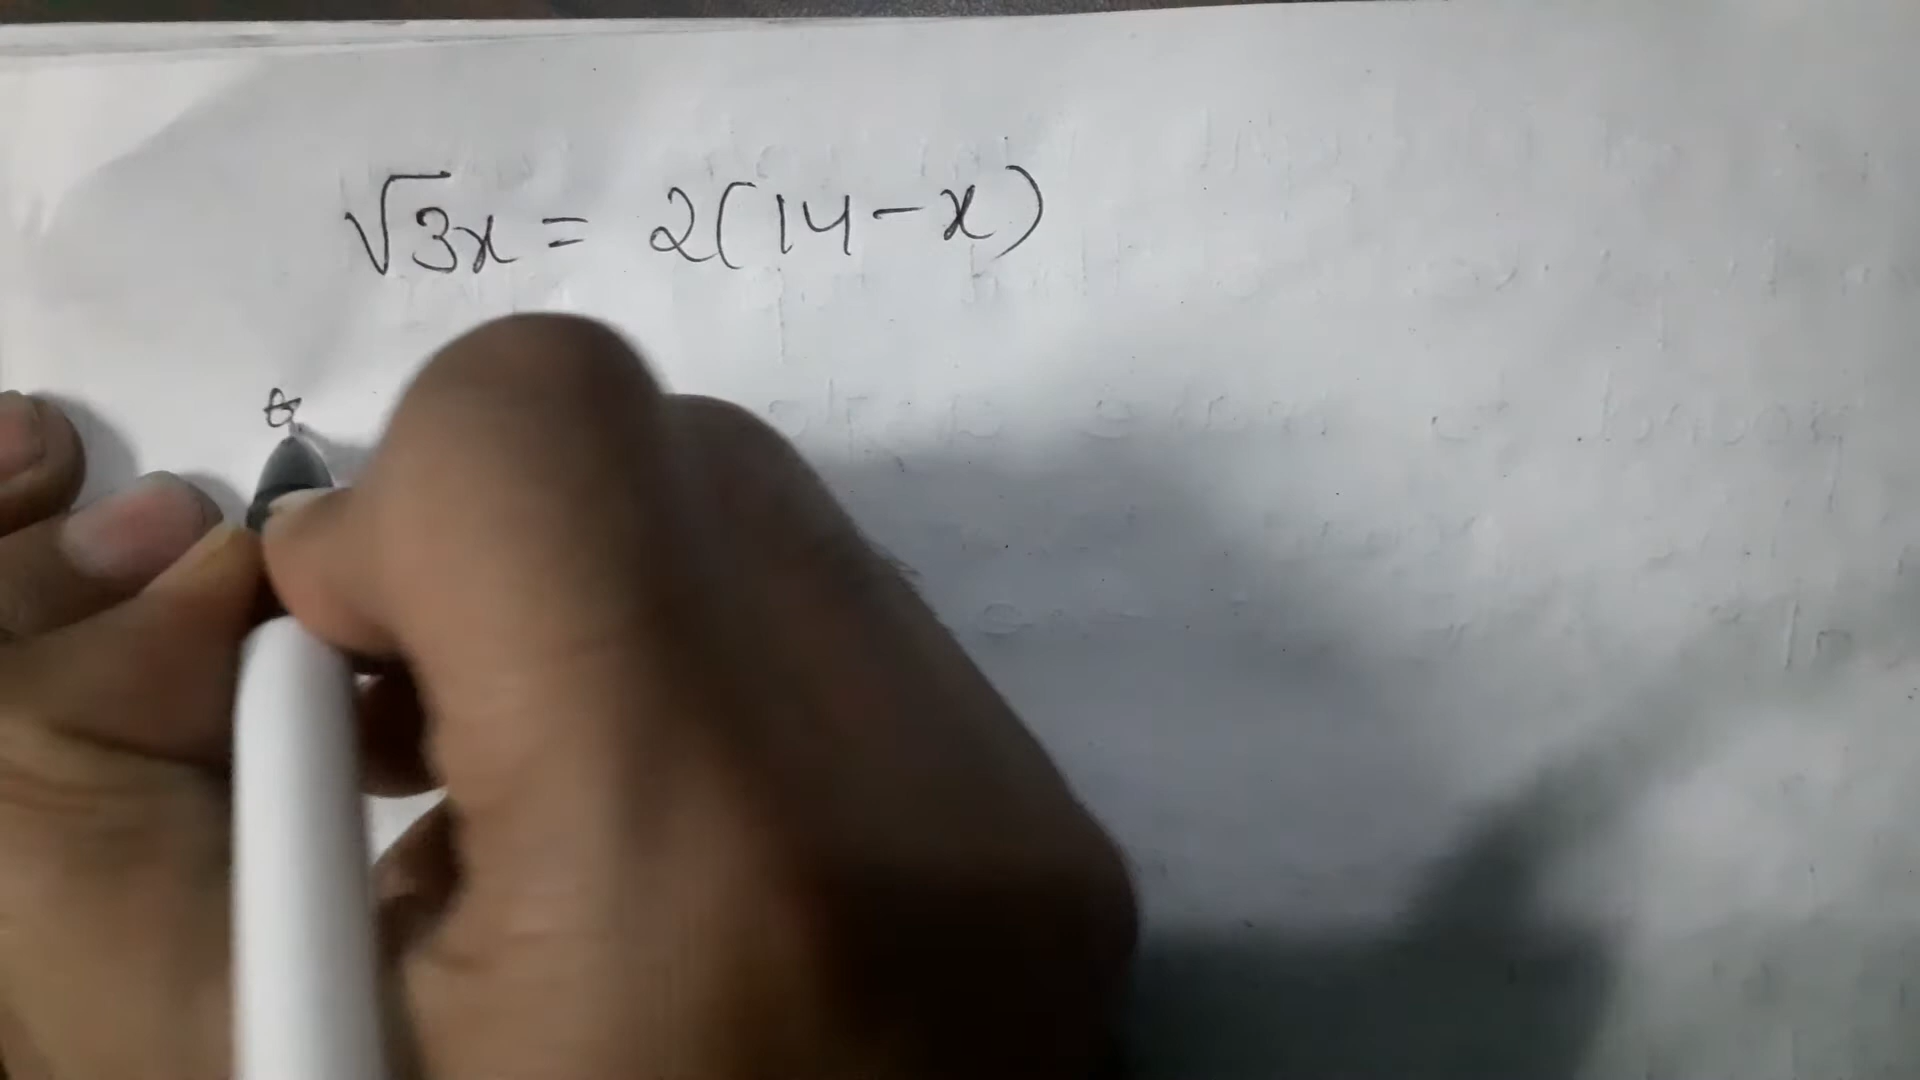 √3x = 2(14-x)